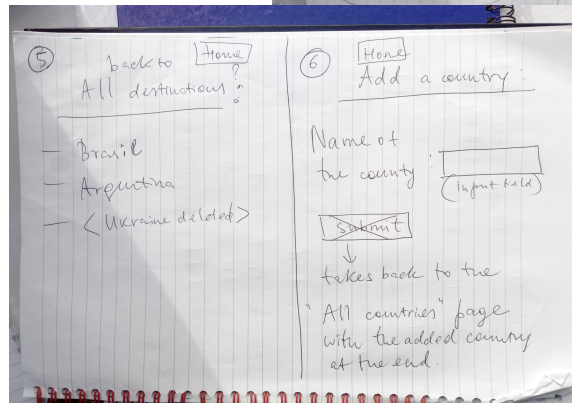 5
back to Home
?
All destinations:
- Brasil
- Argentina
- <Ukraine deleted>
6
Home
Add a country:
Name of
the county : 
(Input field)
Submit
takes back to the
"All countries" page
with the added country
at the end.